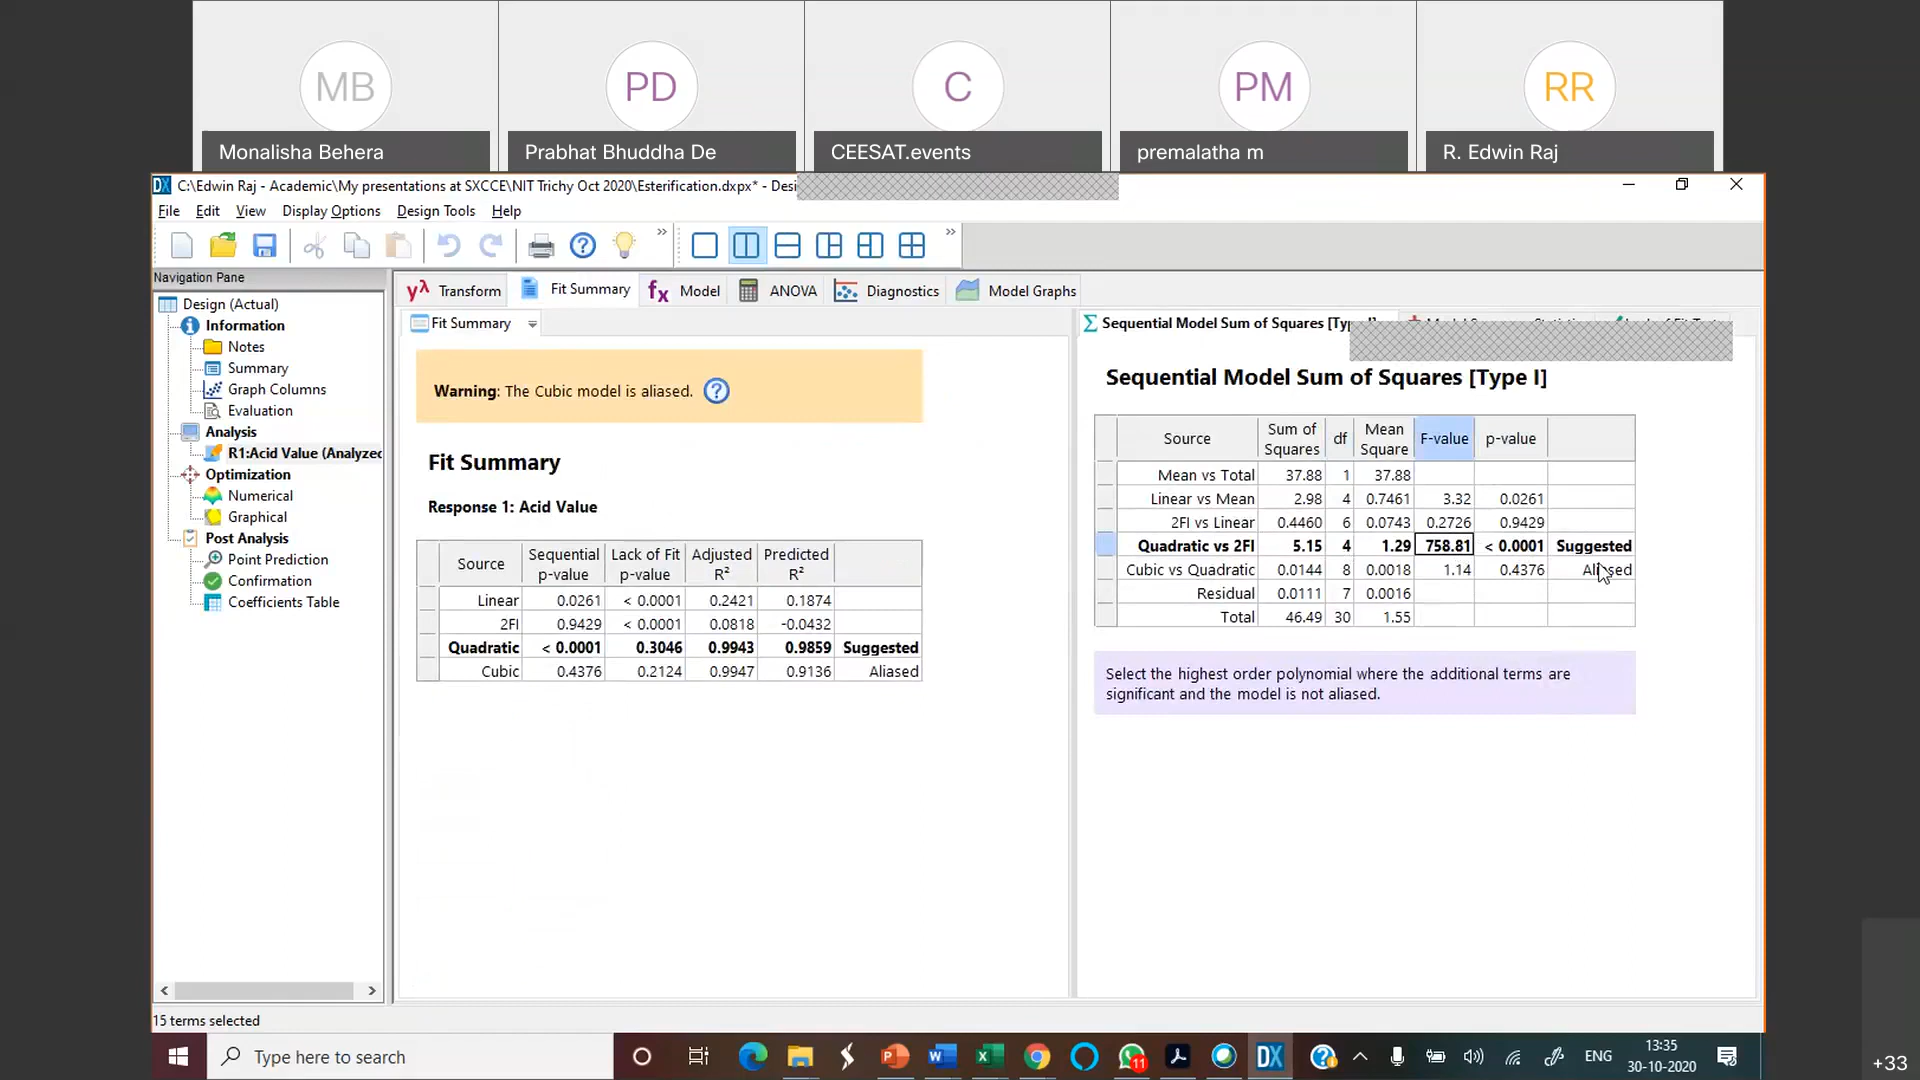 MB
PD
C
PM
RR
Monalisha Behera
Prabhat Bhuddha De
CEESAT.events
premalatha m
R. Edwin Raj
DX C:\Edwin Raj - Academic\My presentations at SXCCE\NIT Trichy Oct 2020\Esterification.dxpx* - Desi
File Edit View Display Options Design Tools Help
Navigation Pane
Design (Actual)
Information
Notes
Summary
Graph Columns
Evaluation
Analysis
R1:Acid Value (Analyzed
Optimization
Numerical
Graphical
Post Analysis
Point Prediction
Confirmation
Coefficients Table
yλ Transform Fit Summary fx Model ANOVA Diagnostics Model Graphs
Fit Summary
Warning: The Cubic model is aliased. ?
Fit Summary
Response 1: Acid Value
Source Sequential p-value Lack of Fit p-value Adjusted R² Predicted R²
Linear 0.0261 < 0.0001 0.2421 0.1874
2FI 0.9429 < 0.0001 0.0818 -0.0432
Quadratic < 0.0001 0.3046 0.9943 0.9859 Suggested
Cubic 0.4376 0.2124 0.9947 0.9136 Aliased
Σ Sequential Model Sum of Squares [Typ
Sequential Model Sum of Squares [Type I]
Source Sum of Squares df Mean Square F-value p-value
Mean vs Total 37.88 1 37.88
Linear vs Mean 2.98 4 0.7461 3.32 0.0261
2FI vs Linear 0.4460 6 0.0743 0.2726 0.9429
Quadratic vs 2FI 5.15 4 1.29 758.81 < 0.0001 Suggested
Cubic vs Quadratic 0.0144 8 0.0018 1.14 0.4376 Aliased
Residual 0.0111 7 0.0016
Total 46.49 30 1.55
Select the highest order polynomial where the additional terms are
significant and the model is not aliased.
15 terms selected
Type here to search
11
DX
ENG
13:35
30-10-2020
+33